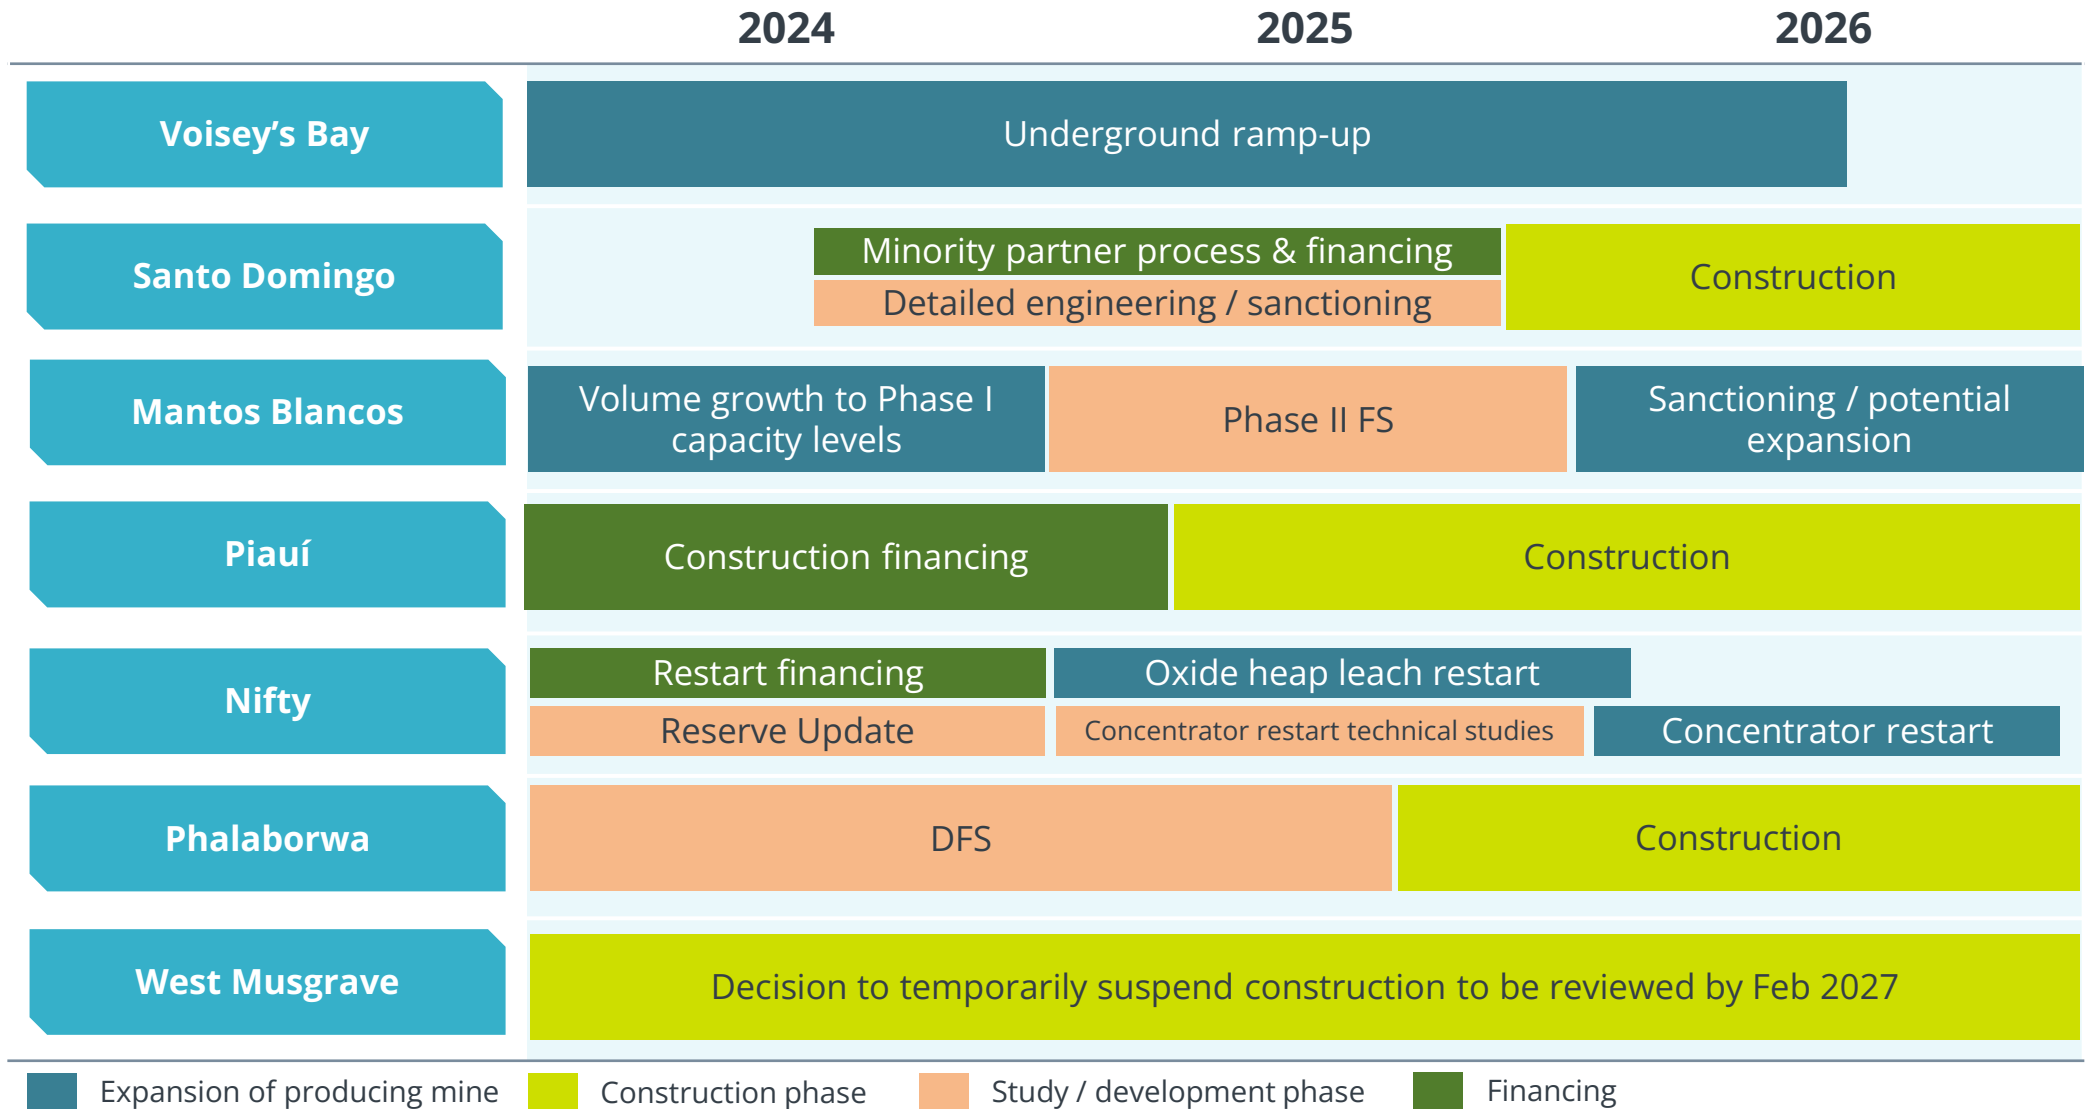 2024
2025
2026
Voisey’s Bay
Underground ramp-up
Santo Domingo
Minority partner process & financing
Detailed engineering / sanctioning
Construction
Mantos Blancos
Volume growth to Phase I
capacity levels
Phase II FS
Sanctioning / potential
expansion
Piauí
Construction financing
Construction
Nifty
Restart financing
Oxide heap leach restart
Reserve Update
Concentrator restart technical studies
Concentrator restart
Phalaborwa
DFS
Construction
West Musgrave
Decision to temporarily suspend construction to be reviewed by Feb 2027
Expansion of producing mine
Construction phase
Study / development phase
Financing